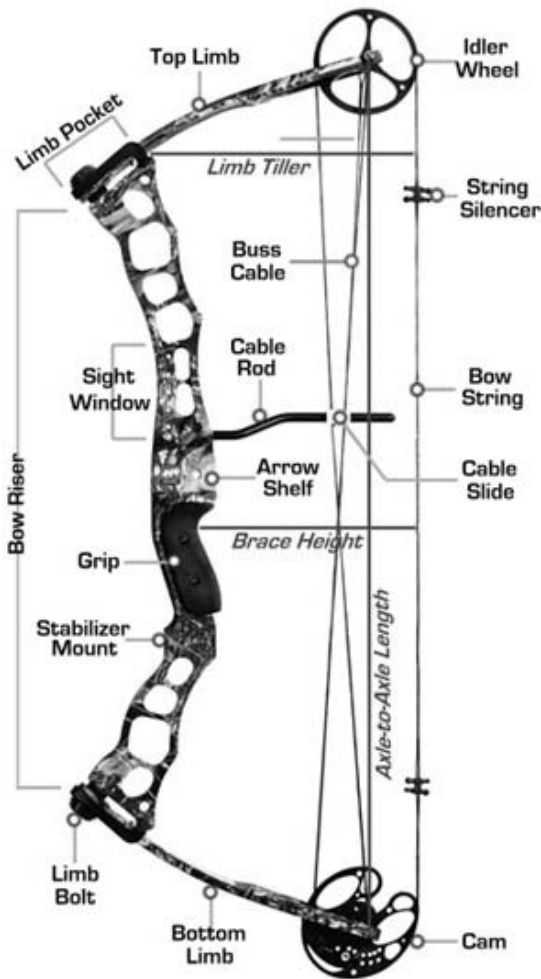 Top Limb
Idler
Wheel
Limb Pocket
Limb Tiller
String
Silencer
Buss
Cable
Cable
Rod
Sight
Window
Bow
String
Bow Riser
Arrow
Shelf
Cable
Slide
Brace Height
Grip
Stabilizer
Mount
Axle-to-Axle Length
Limb
Bolt
Bottom
Limb
Cam